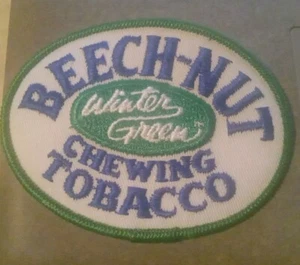 BEECH-NUT
Winter
Green
CHEWING
TOBACCO